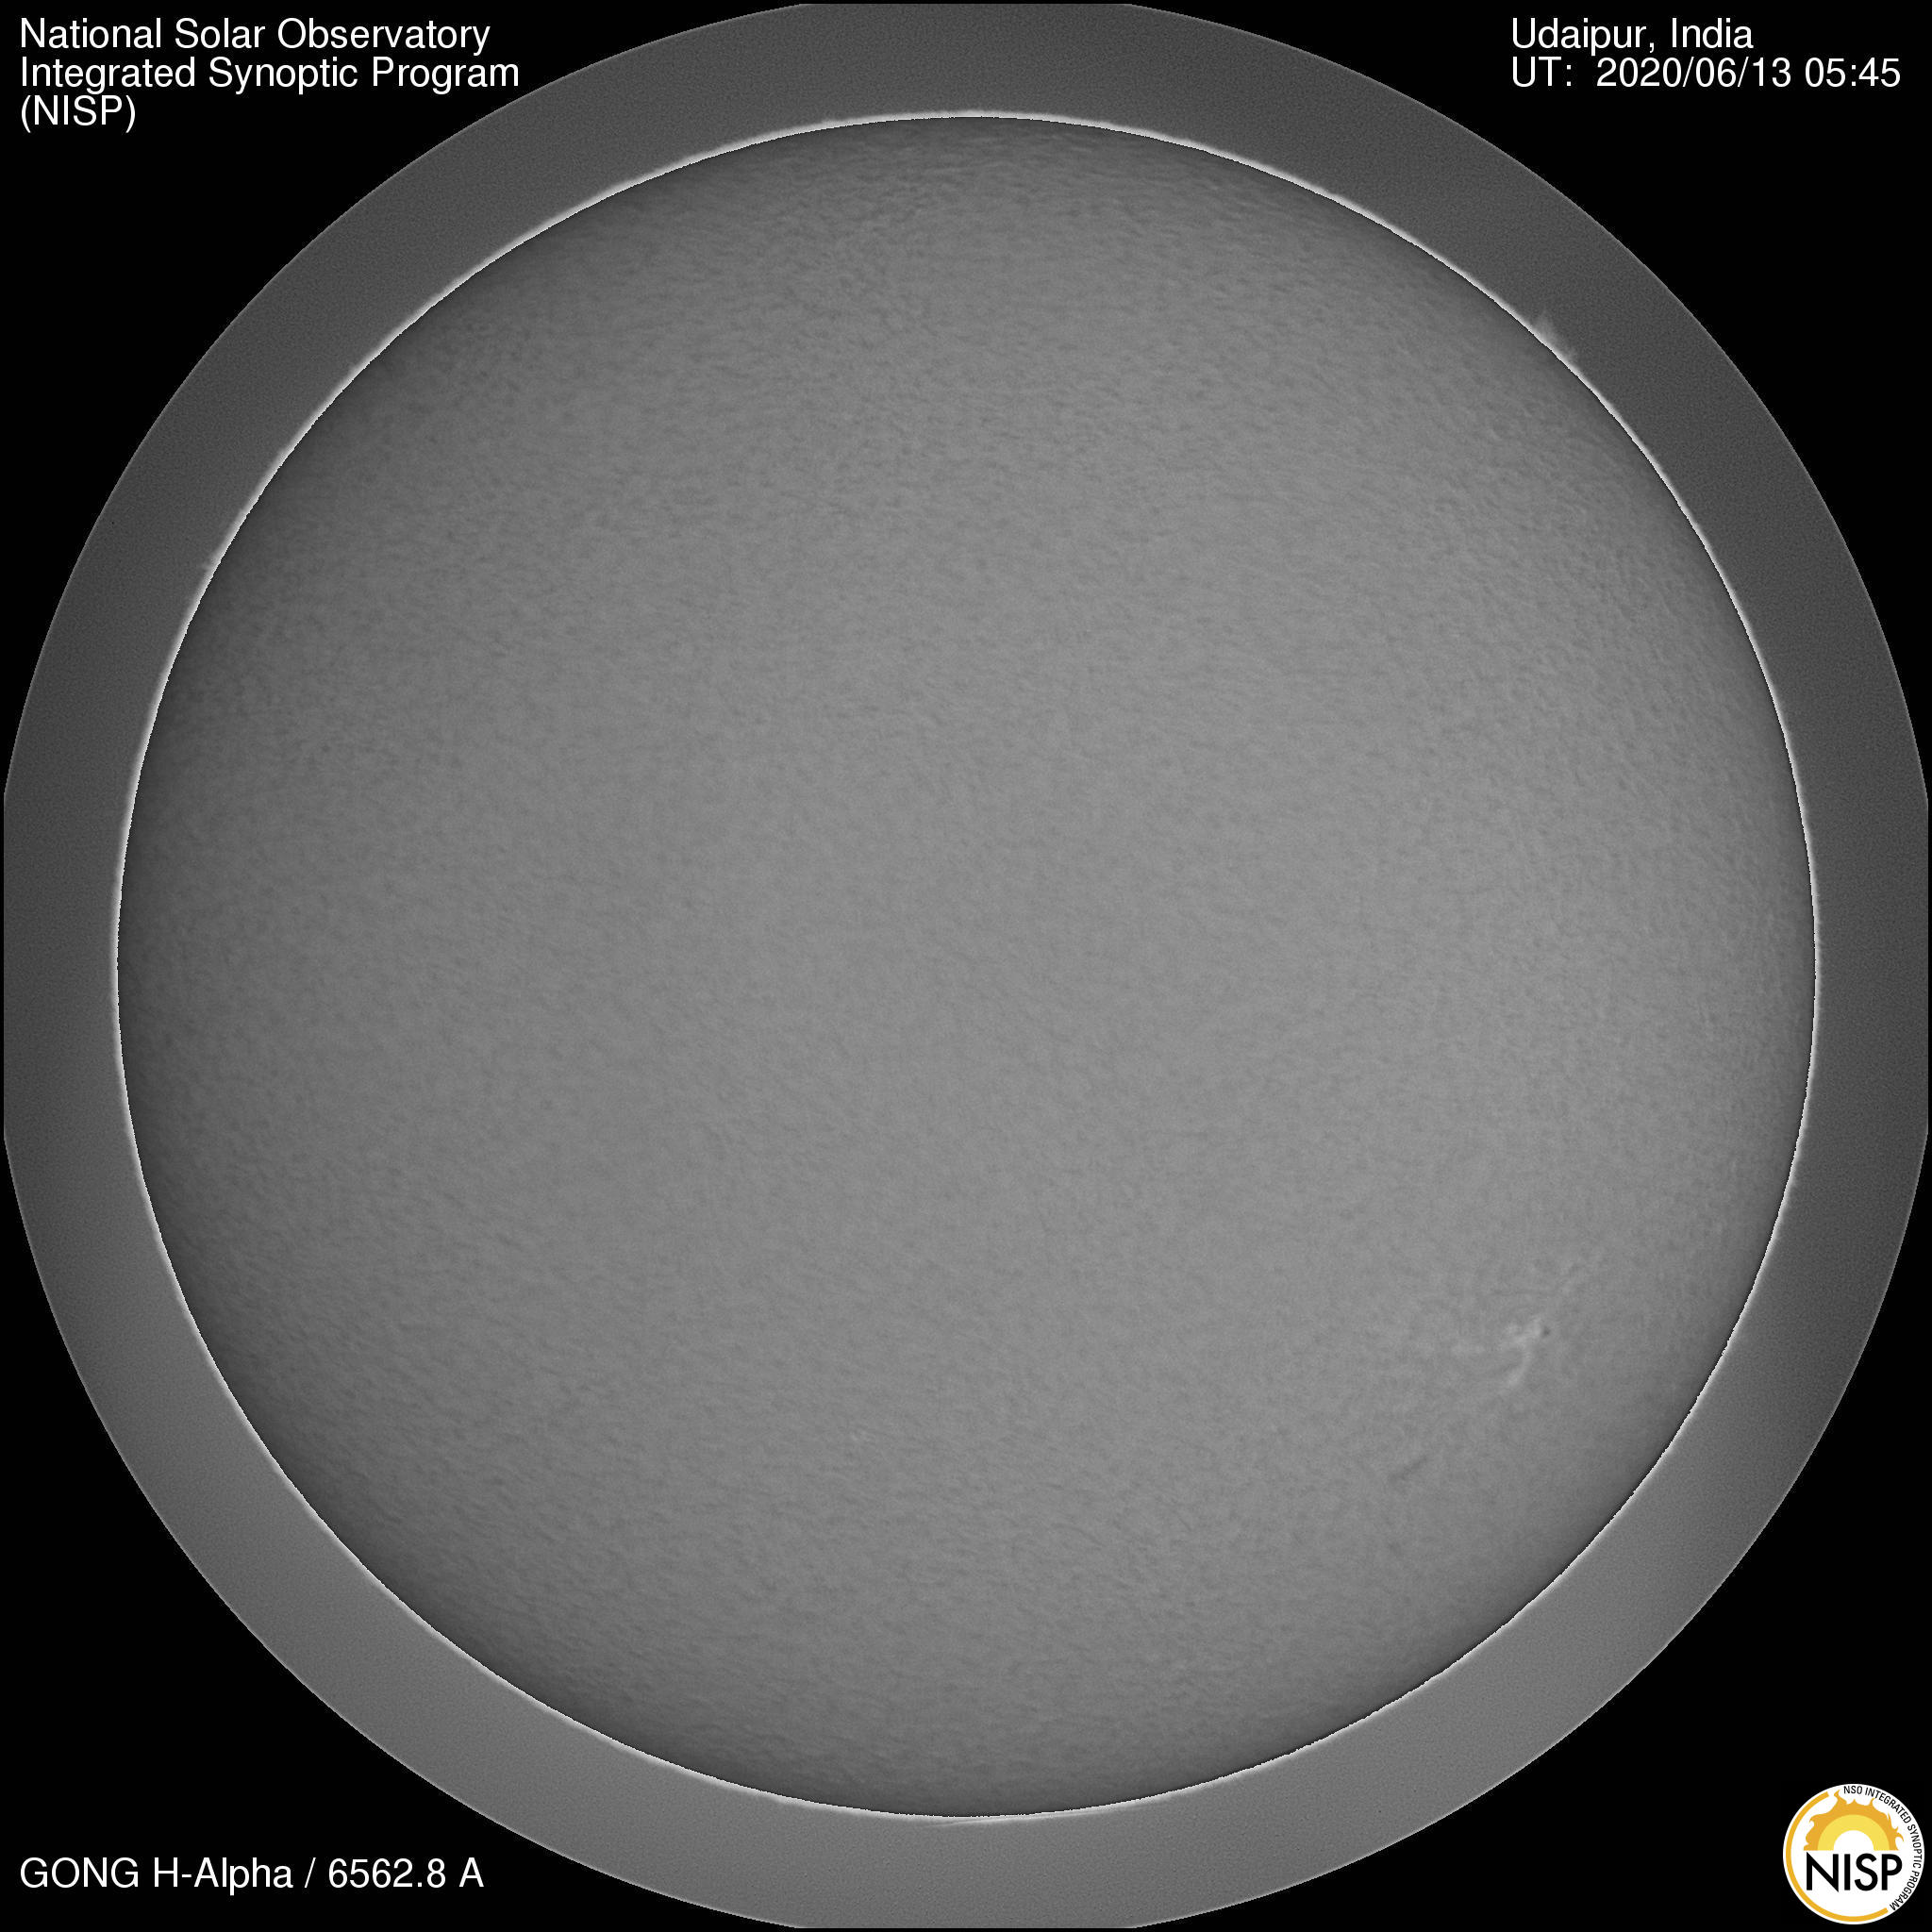 National Solar Observatory
Integrated Synoptic Program
(NISP)
Udaipur, India
UT:  2020/06/13 05:45
GONG H-Alpha / 6562.8 A
NSO INTEGRATED SYNOPTIC PROGRAM
NISP